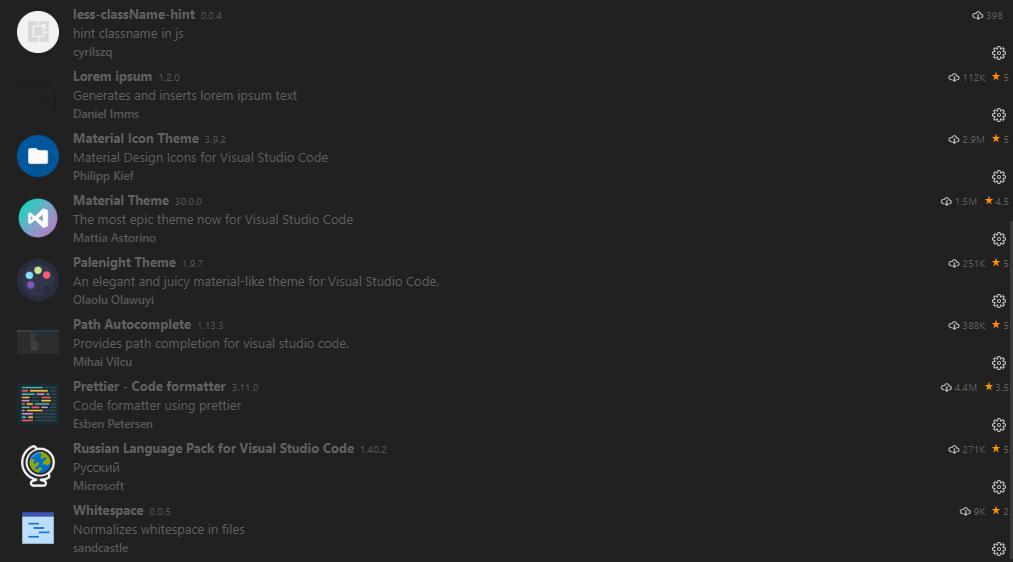 less-className-hint 0.0.4 398
hint classname in js
cyrilszq
Lorem ipsum 1.2.0 112K 5
Generates and inserts lorem ipsum text
Daniel Imms
Material Icon Theme 3.9.2 2.9M 5
Material Design Icons for Visual Studio Code
Philipp Kief
Material Theme 30.0.0 1.5M 4.5
The most epic theme now for Visual Studio Code
Mattia Astorino
Palenight Theme 1.9.7 251K 5
An elegant and juicy material-like theme for Visual Studio Code.
Olaolu Olawuyi
Path Autocomplete 1.13.3 388K 5
Provides path completion for visual studio code.
Mihai Vilcu
Prettier - Code formatter 3.11.0 4.4M 3.5
Code formatter using prettier
Esben Petersen
Russian Language Pack for Visual Studio Code 1.40.2 271K 5
Русский
Microsoft
Whitespace 0.0.5 9K 2
Normalizes whitespace in files
sandcastle